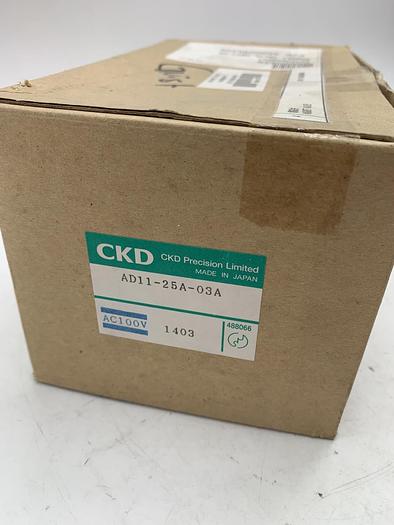 CKD CKD Precision Limited
MADE IN JAPAN
AD11-25A-03A
AC100V 1403
488066